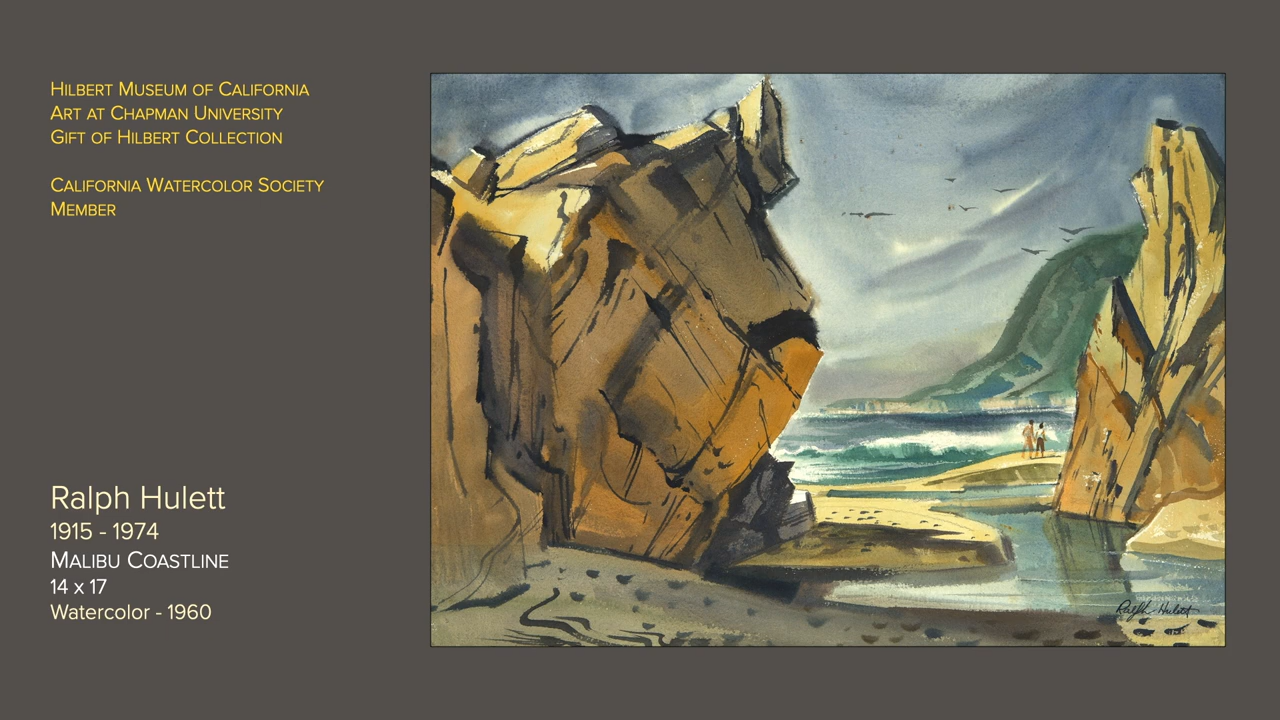 Hilbert Museum of California
Art at Chapman University
Gift of Hilbert Collection
California Watercolor Society
Member
Ralph Hulett
1915 - 1974
Malibu Coastline
14 x 17
Watercolor - 1960
Ralph Hulett